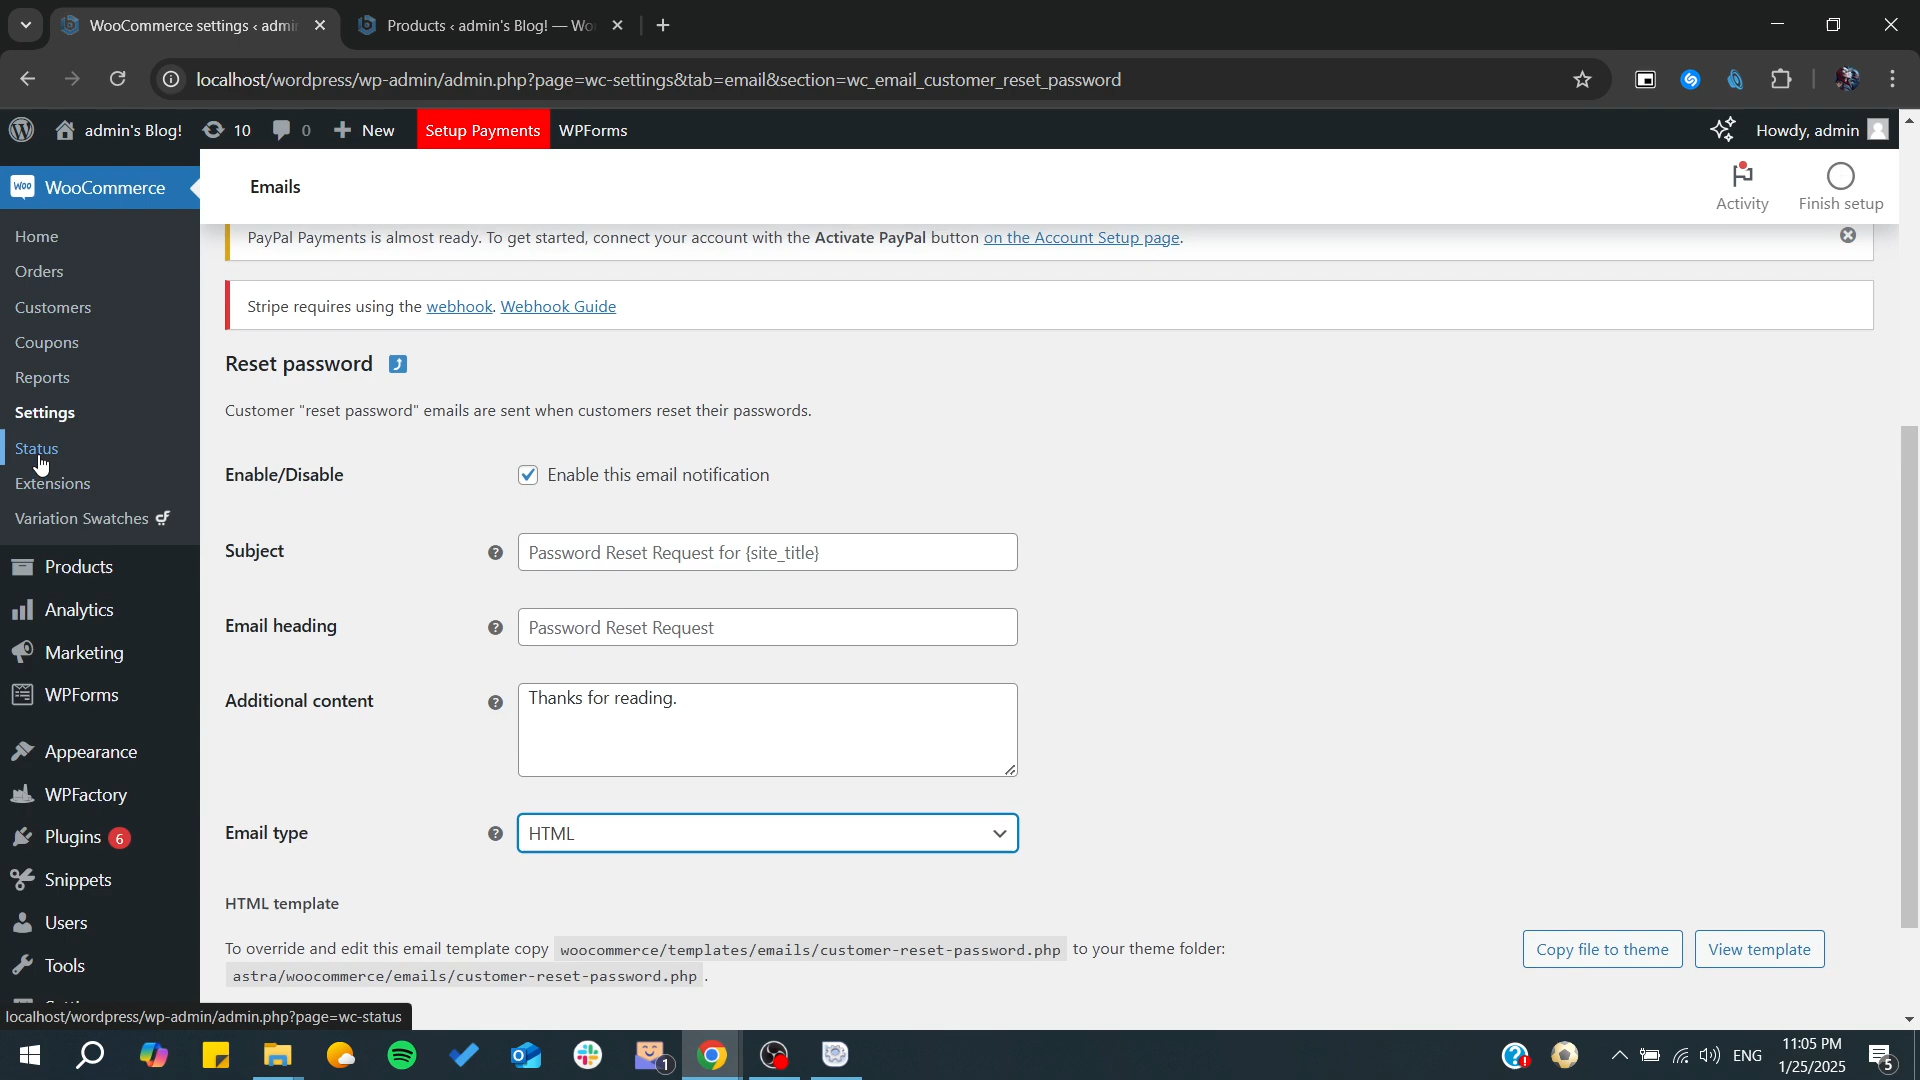 WooCommerce settings ‹ admin
Products ‹ admin's Blog! — Wo
localhost/wordpress/wp-admin/admin.php?page=wc-settings&tab=email&section=wc_email_customer_reset_password
admin's Blog!
10
0
New
Setup Payments
WPForms
Howdy, admin
Woo
WooCommerce
Emails
Activity
Finish setup
Home
Orders
Customers
Coupons
Reports
Settings
Status
Extensions
Variation Swatches
Products
Analytics
Marketing
WPForms
Appearance
WPFactory
Plugins 6
Snippets
Users
Tools
PayPal Payments is almost ready. To get started, connect your account with the Activate PayPal button on the Account Setup page.
Stripe requires using the webhook. Webhook Guide
Reset password
Customer "reset password" emails are sent when customers reset their passwords.
Enable/Disable
Enable this email notification
Subject
Password Reset Request for {site_title}
Email heading
Password Reset Request
Additional content
Thanks for reading.
Email type
HTML
HTML template
To override and edit this email template copy woocommerce/templates/emails/customer-reset-password.php to your theme folder:
astra/woocommerce/emails/customer-reset-password.php .
Copy file to theme
View template
localhost/wordpress/wp-admin/admin.php?page=wc-status
1
ENG
11:05 PM
1/25/2025
5